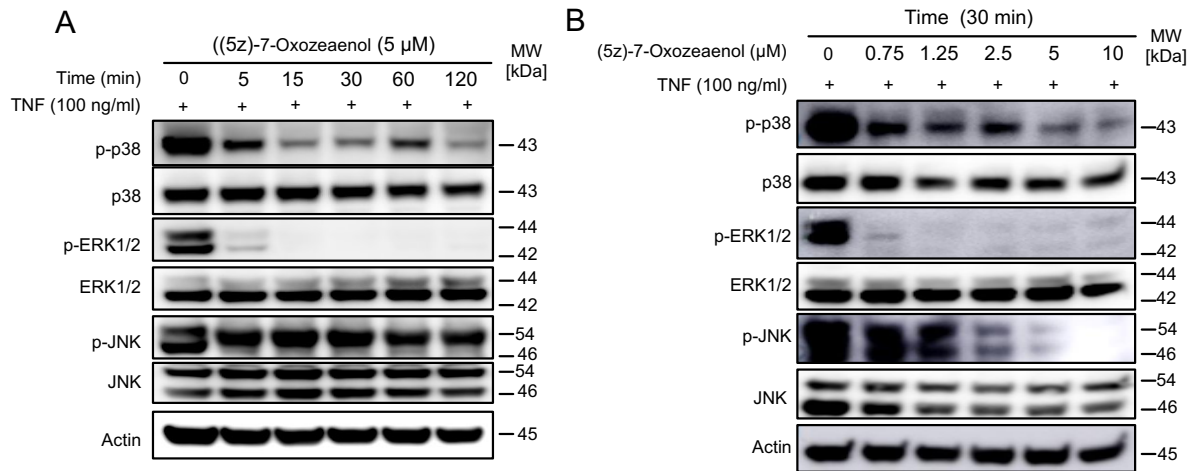 A
((5z)-7-Oxozeaenol (5 µM)
MW
[kDa]
Time (min) 0 5 15 30 60 120
TNF (100 ng/ml) + + + + + +
p-p38 43
p38 43
p-ERK1/2 44
42
ERK1/2 44
42
p-JNK 54
46
JNK 54
46
Actin 45
B
Time (30 min)
MW
[kDa]
(5z)-7-Oxozeaenol (µM) 0 0.75 1.25 2.5 5 10
TNF (100 ng/ml) + + + + + +
p-p38 43
p38 43
p-ERK1/2 44
42
ERK1/2 44
42
p-JNK 54
46
JNK 54
46
Actin 45